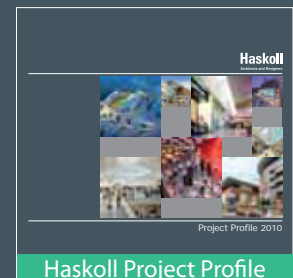 Haskoll
Architects and Designers
Project Profile 2010
Haskoll Project Profile